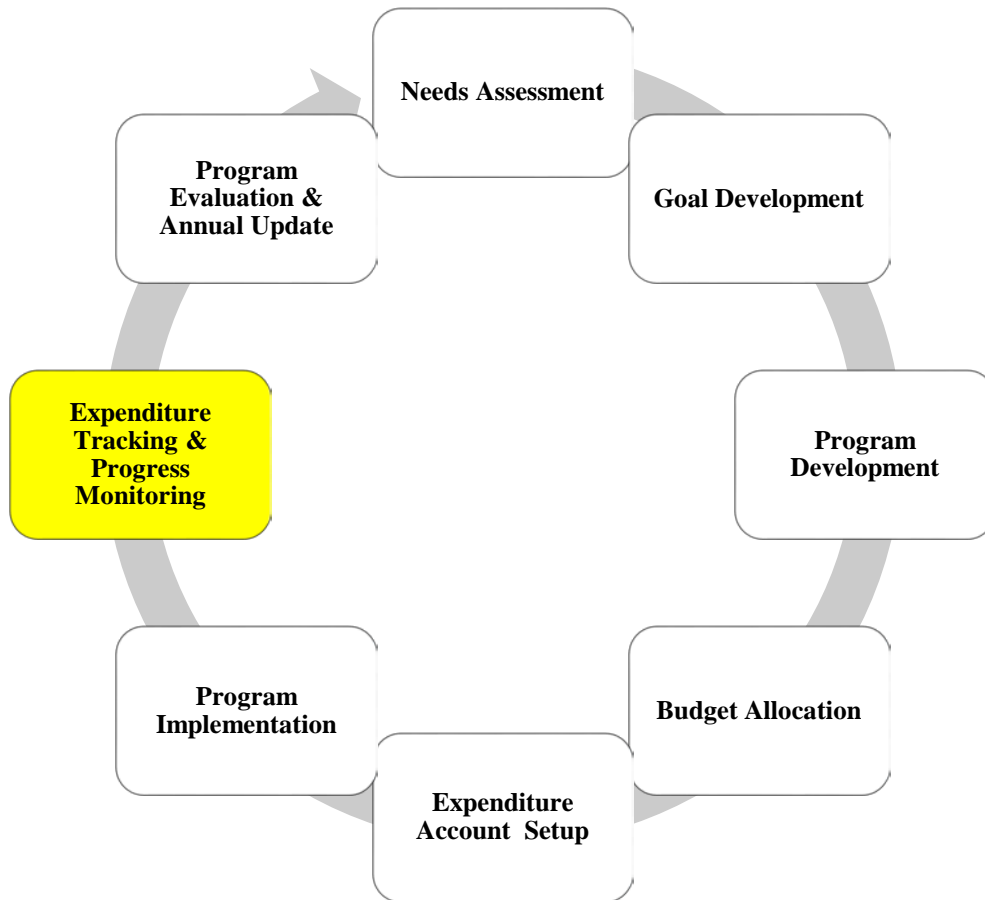 Needs Assessment
Goal Development
Program
Development
Budget Allocation
Expenditure
Account  Setup
Program
Implementation
Expenditure
Tracking &
Progress
Monitoring
Program
Evaluation &
Annual Update